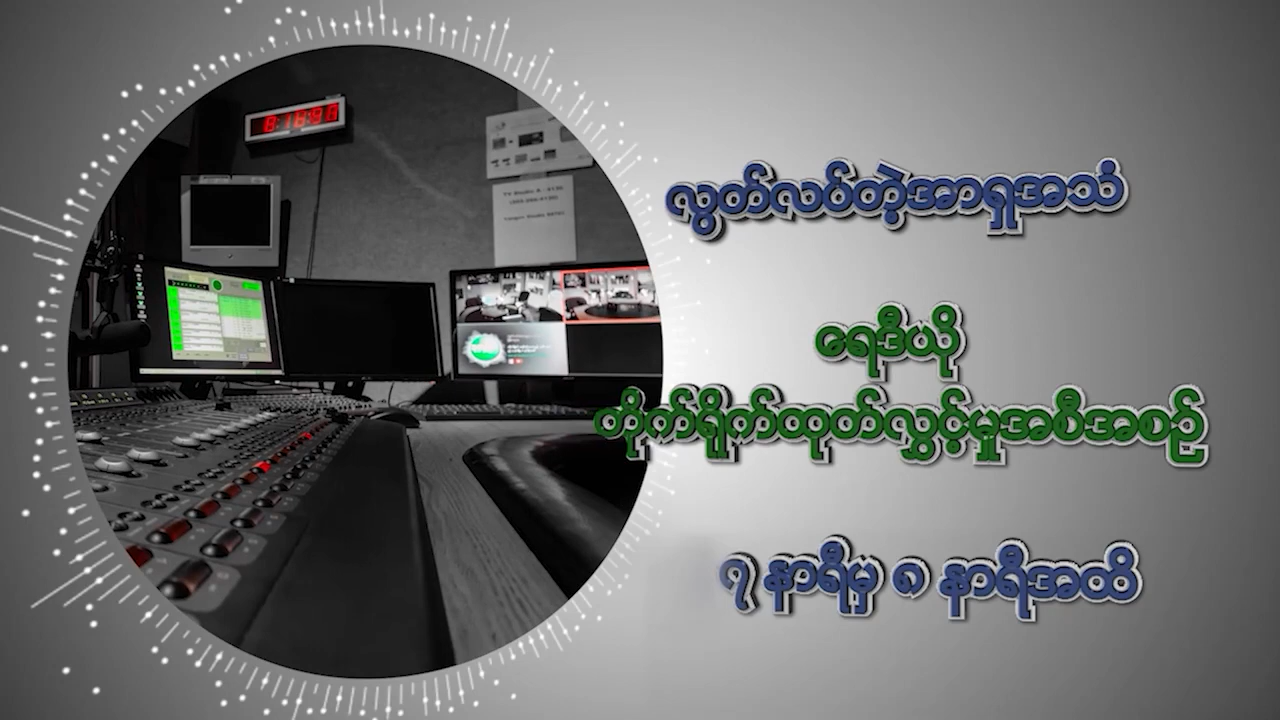 လွတ်လပ်တဲ့အာရှအသံ
ရေဒီယို
တိုက်ရိုက်ထုတ်လွှင့်မှုအစီအစဉ်
၇ နာရီမှ ၈ နာရီအထိ